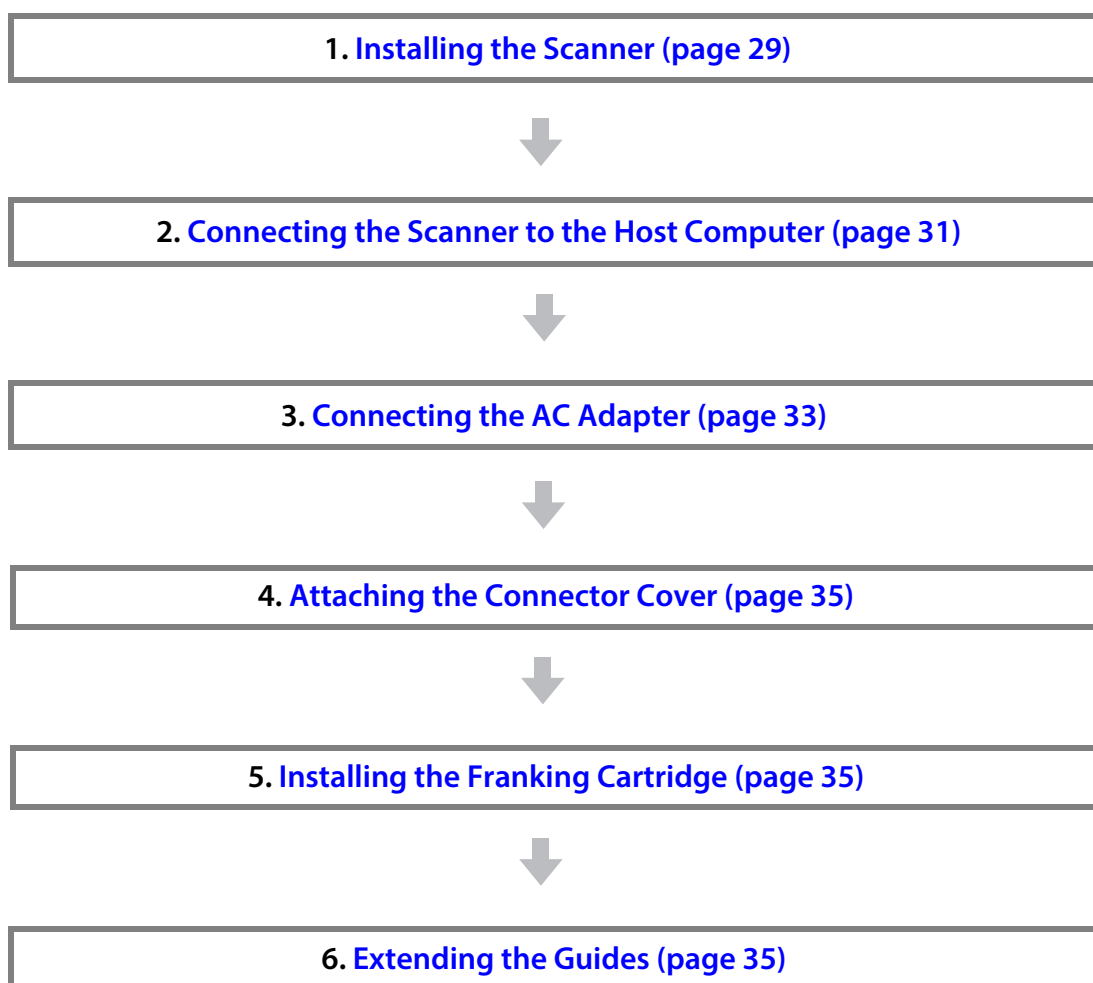 1. Installing the Scanner (page 29)
2. Connecting the Scanner to the Host Computer (page 31)
3. Connecting the AC Adapter (page 33)
4. Attaching the Connector Cover (page 35)
5. Installing the Franking Cartridge (page 35)
6. Extending the Guides (page 35)